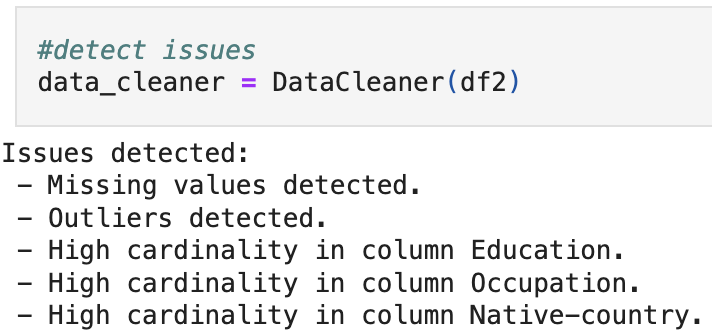 #detect issues
data_cleaner = DataCleaner(df2)
Issues detected:
- Missing values detected.
- Outliers detected.
- High cardinality in column Education.
- High cardinality in column Occupation.
- High cardinality in column Native-country.